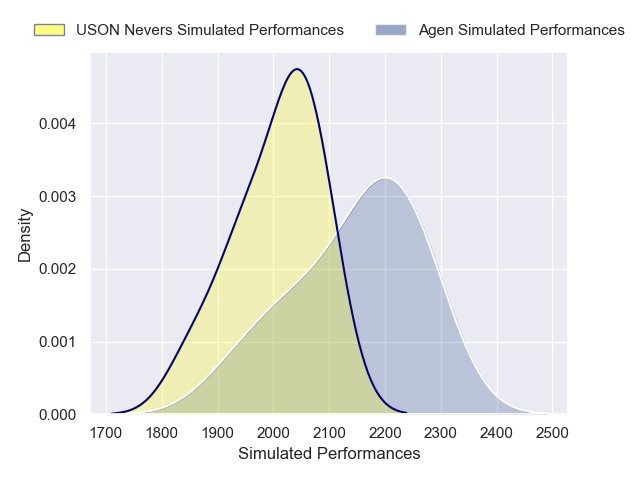 USON Nevers Simulated Performances Agen Simulated Performances
0.004
0.003
0.002
0.001
0.000
Density
1700 1800 1900 2000 2100 2200 2300 2400 2500
Simulated Performances